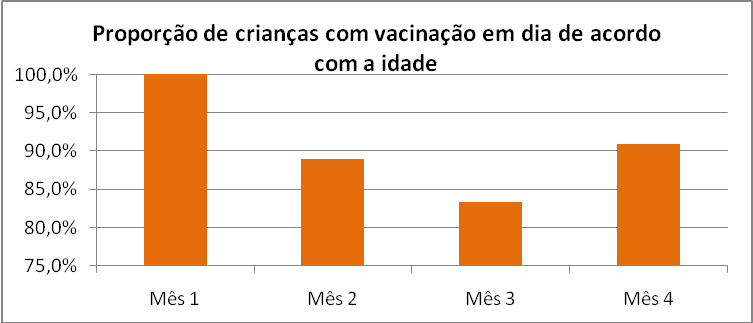 Proporção de crianças com vacinação em dia de acordo
com a idade
100,0%
95,0%
90,0%
85,0%
80,0%
75,0%
Mês 1
Mês 2
Mês 3
Mês 4